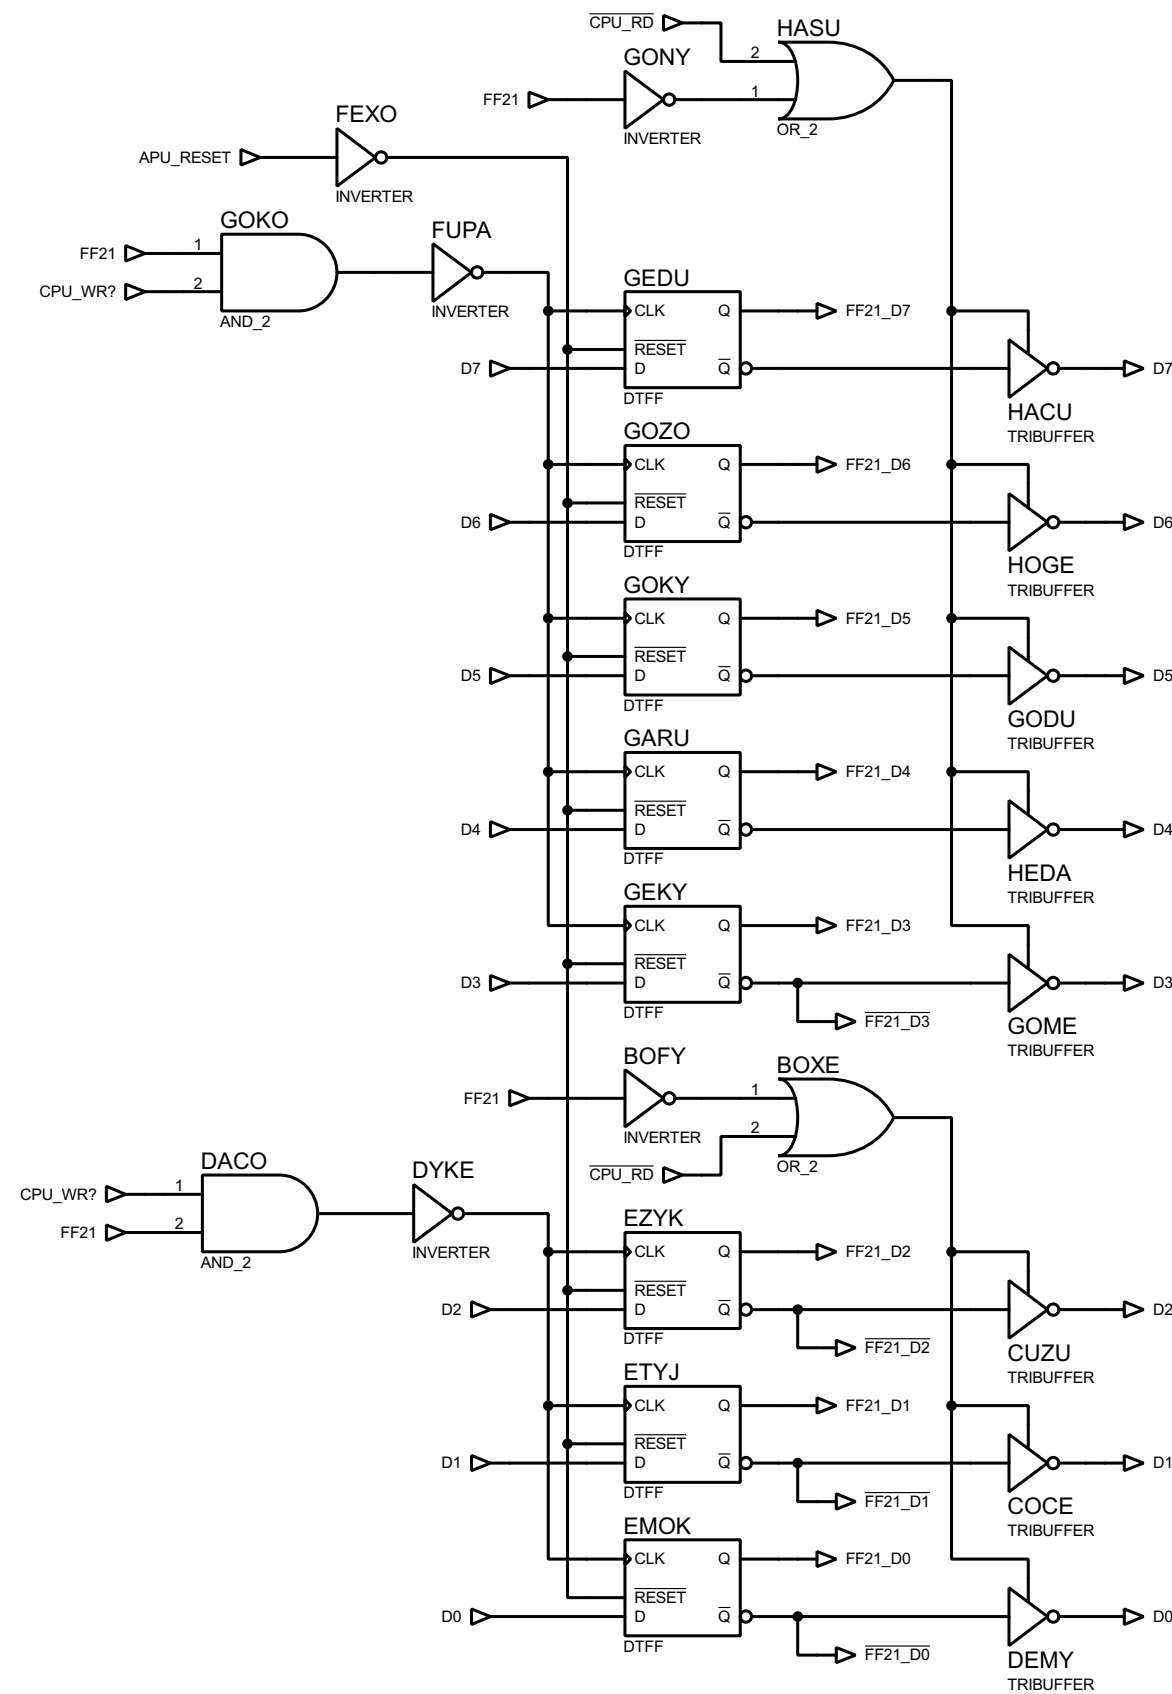 CPU_RD
HASU
2
GONY
FF21
1
INVERTER
OR_2
FEXO
APU_RESET
INVERTER
GOKO
FUPA
FF21
1
CPU_WR?
2
INVERTER
AND_2
GEDU
CLK Q FF21_D7
RESET
D7 D Q D7
DTFF
HACU
TRIBUFFER
GOZO
CLK Q FF21_D6
RESET
D6 D Q D6
DTFF
HOGE
TRIBUFFER
GOKY
CLK Q FF21_D5
RESET
D5 D Q D5
DTFF
GODU
TRIBUFFER
GARU
CLK Q FF21_D4
RESET
D4 D Q D4
DTFF
HEDA
TRIBUFFER
GEKY
CLK Q FF21_D3
RESET
D3 D Q D3
DTFF
FF21_D3
GOME
TRIBUFFER
BOFY
BOXE
FF21
1
2
INVERTER
CPU_RD
OR_2
DACO
DYKE
CPU_WR?
1
FF21
2
INVERTER
AND_2
EZYK
CLK Q FF21_D2
RESET
D2 D Q D2
DTFF
FF21_D2
CUZU
TRIBUFFER
ETYJ
CLK Q FF21_D1
RESET
D1 D Q D1
DTFF
FF21_D1
COCE
TRIBUFFER
EMOK
CLK Q FF21_D0
RESET
D0 D Q D0
DTFF
FF21_D0
DEMY
TRIBUFFER